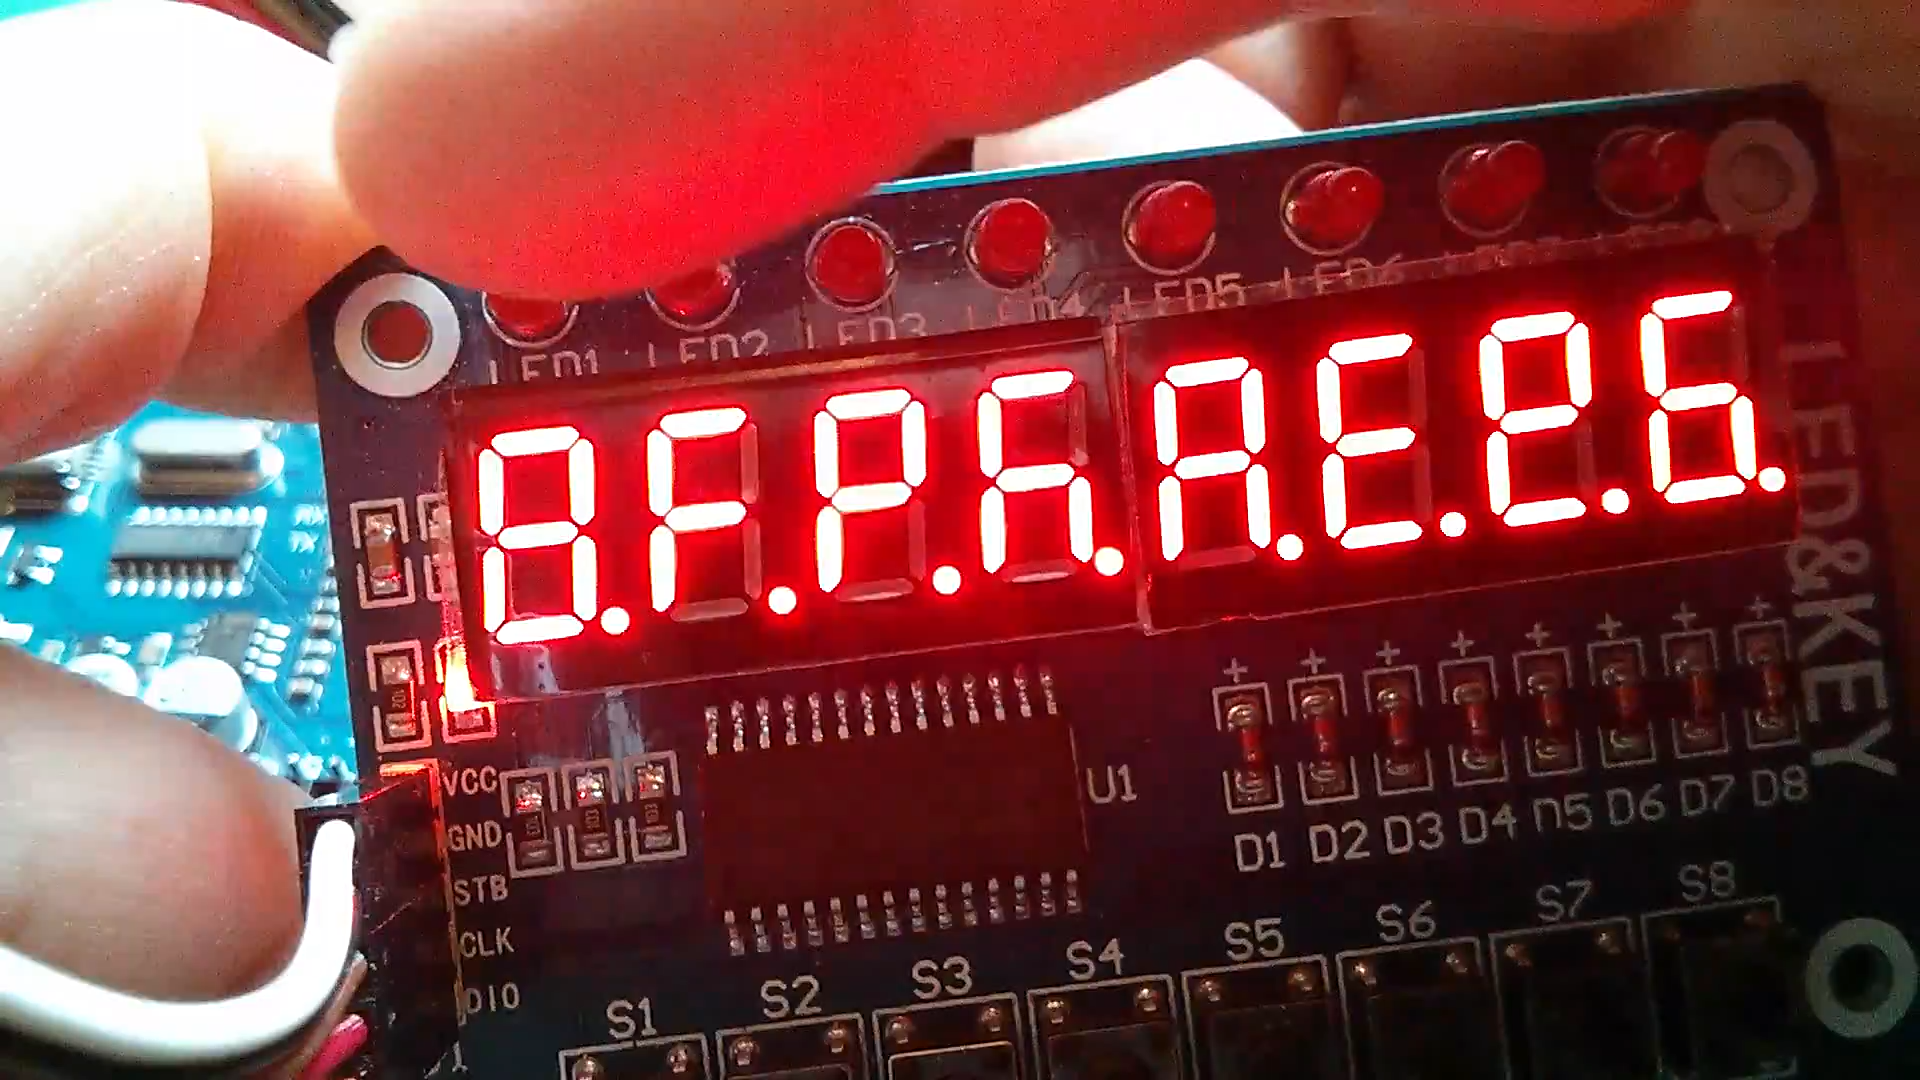 LED1 LED2 LED3 LED4 LED5 LED6
8.F.P.h.A.E.e.6.
LED&KEY
VCC
GND
STB
CLK
DIO
U1
+ + + + + + + +
D1 D2 D3 D4 D5 D6 D7 D8
S1 S2 S3 S4 S5 S6 S7 S8